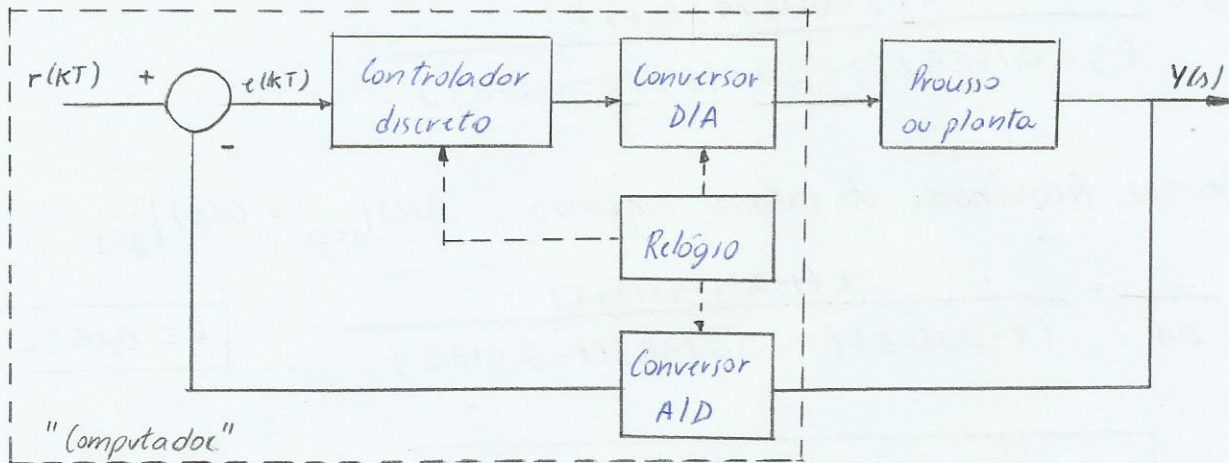 r(KT)
+
-
e(KT)
Controlador
discreto
Conversor
D/A
Processo
ou planta
Y(s)
Relógio
Conversor
A/D
"Computador"